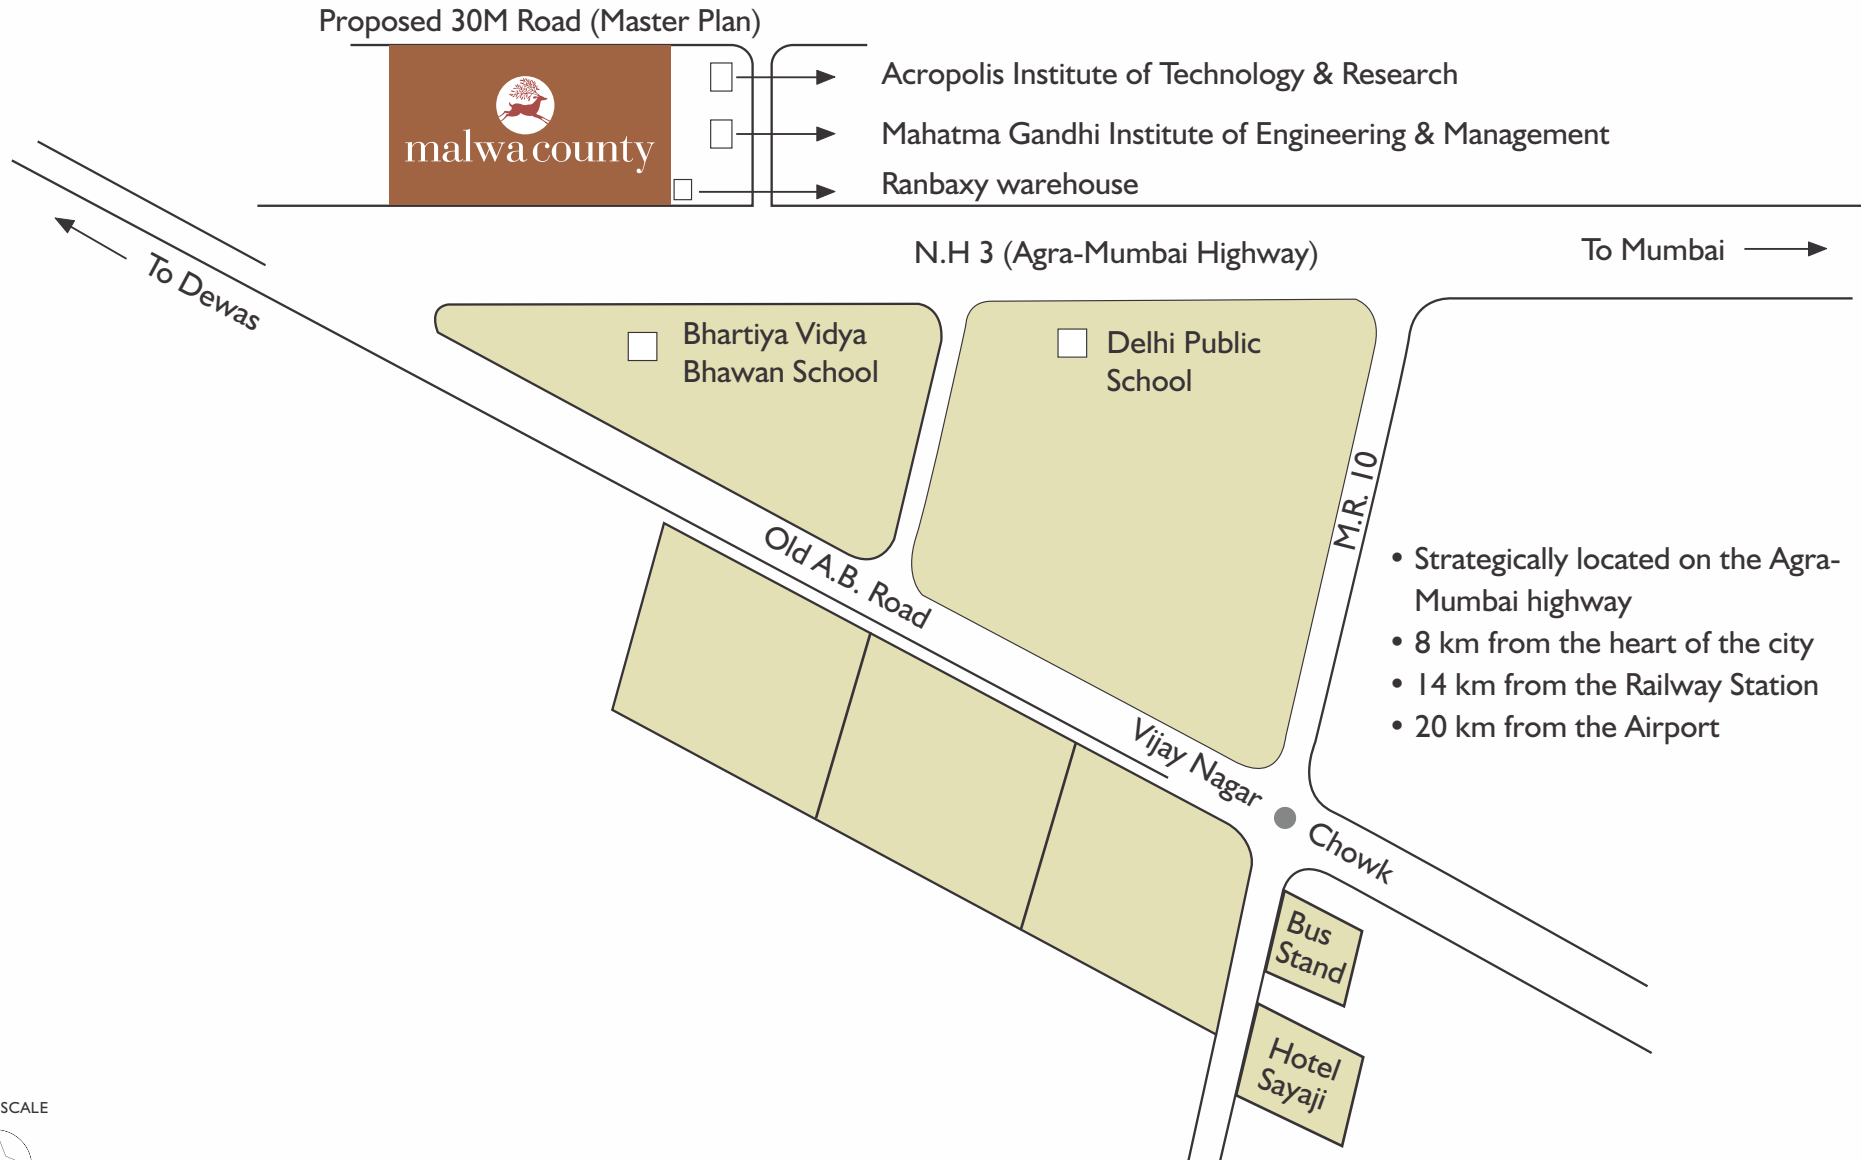 Proposed 30M Road (Master Plan)
malwa county
Acropolis Institute of Technology & Research
Mahatma Gandhi Institute of Engineering & Management
Ranbaxy warehouse
N.H 3 (Agra-Mumbai Highway)
To Mumbai
To Dewas
Bhartiya Vidya
Bhawan School
Delhi Public
School
M.R. 10
Old A.B. Road
• Strategically located on the Agra-
Mumbai highway
• 8 km from the heart of the city
• 14 km from the Railway Station
• 20 km from the Airport
Vijay Nagar
Chowk
Bus
Stand
Hotel
Sayaji
SCALE